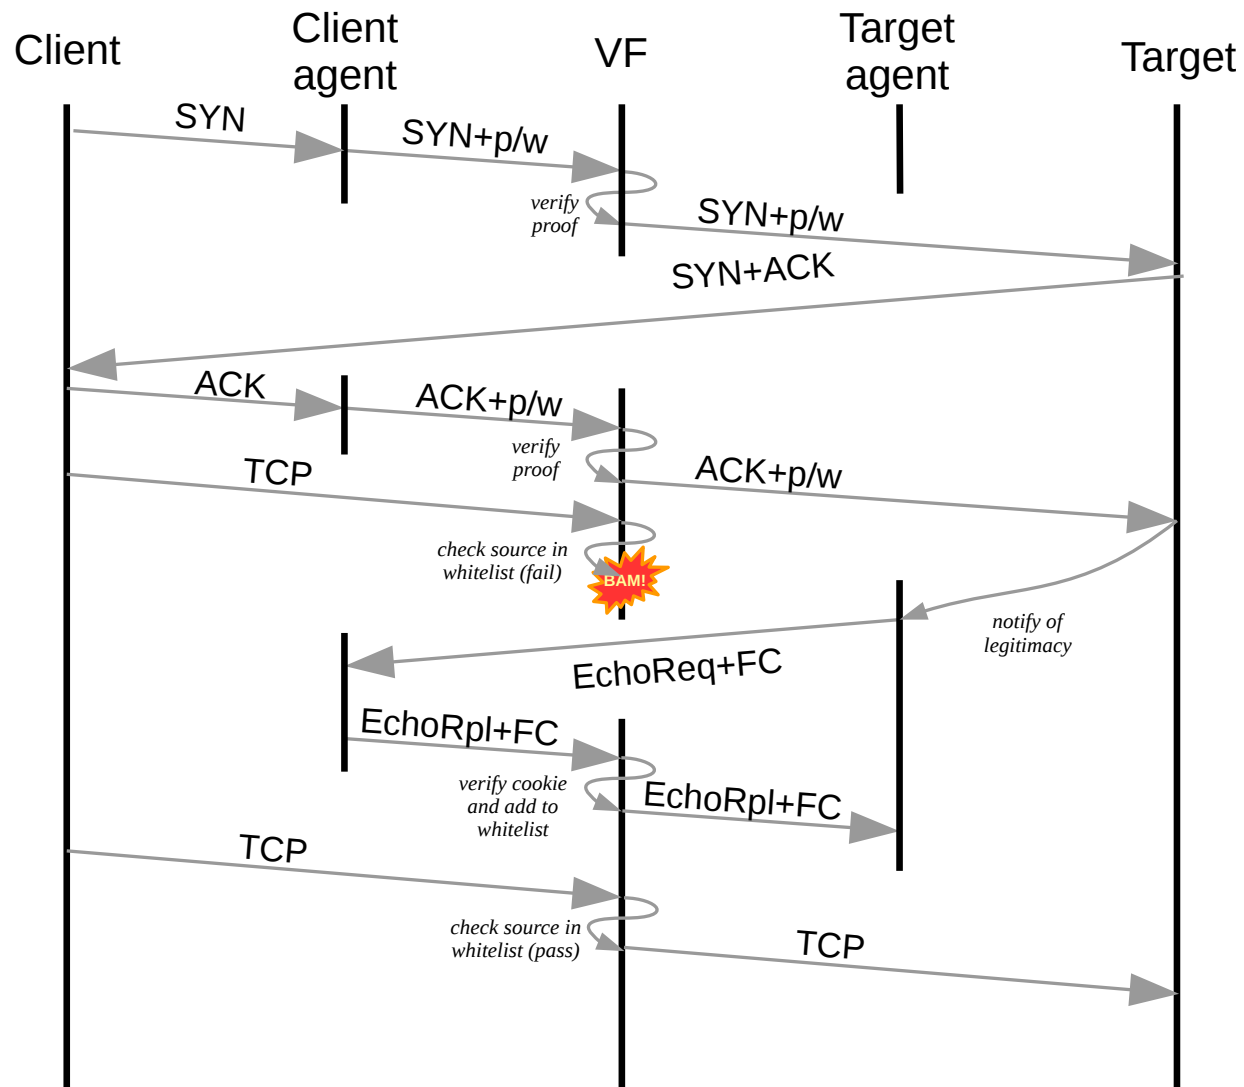 Client
Client
agent
VF
Target
agent
Target
SYN
SYN+p/w
verify
proof
SYN+p/w
SYN+ACK
ACK
ACK+p/w
verify
proof
TCP
ACK+p/w
check source in
whitelist (fail)
BAM!
notify of
legitimacy
EchoReq+FC
EchoRpl+FC
verify cookie
and add to
whitelist
EchoRpl+FC
TCP
check source in
whitelist (pass)
TCP